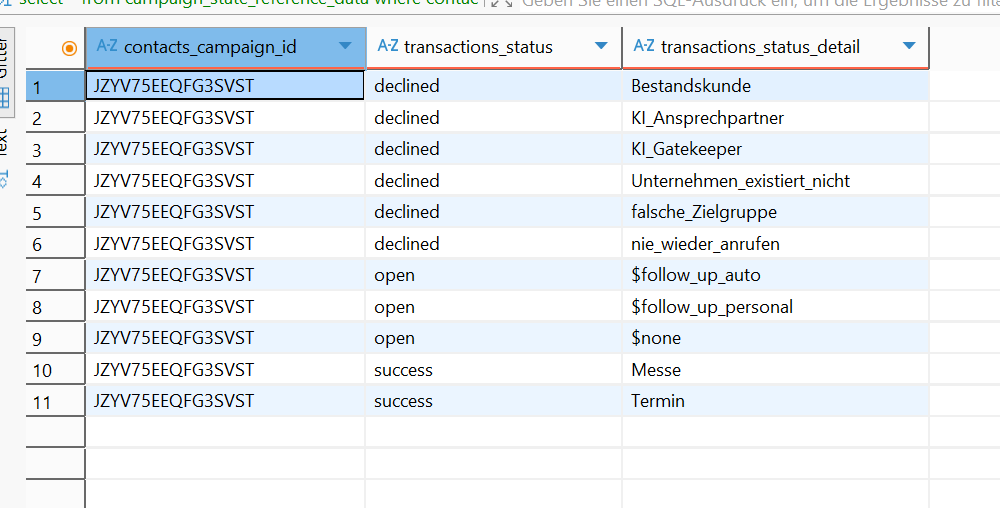 select * from campaign_state_reference_data where contac
Geben Sie einen SQL-Ausdruck ein, um die Ergebnisse zu filte
Gitter
Text
A-Z contacts_campaign_id A-Z transactions_status A-Z transactions_status_detail
1 JZYV75EEQFG3SVST declined Bestandskunde
2 JZYV75EEQFG3SVST declined KI_Ansprechpartner
3 JZYV75EEQFG3SVST declined KI_Gatekeeper
4 JZYV75EEQFG3SVST declined Unternehmen_existiert_nicht
5 JZYV75EEQFG3SVST declined falsche_Zielgruppe
6 JZYV75EEQFG3SVST declined nie_wieder_anrufen
7 JZYV75EEQFG3SVST open $follow_up_auto
8 JZYV75EEQFG3SVST open $follow_up_personal
9 JZYV75EEQFG3SVST open $none
10 JZYV75EEQFG3SVST success Messe
11 JZYV75EEQFG3SVST success Termin